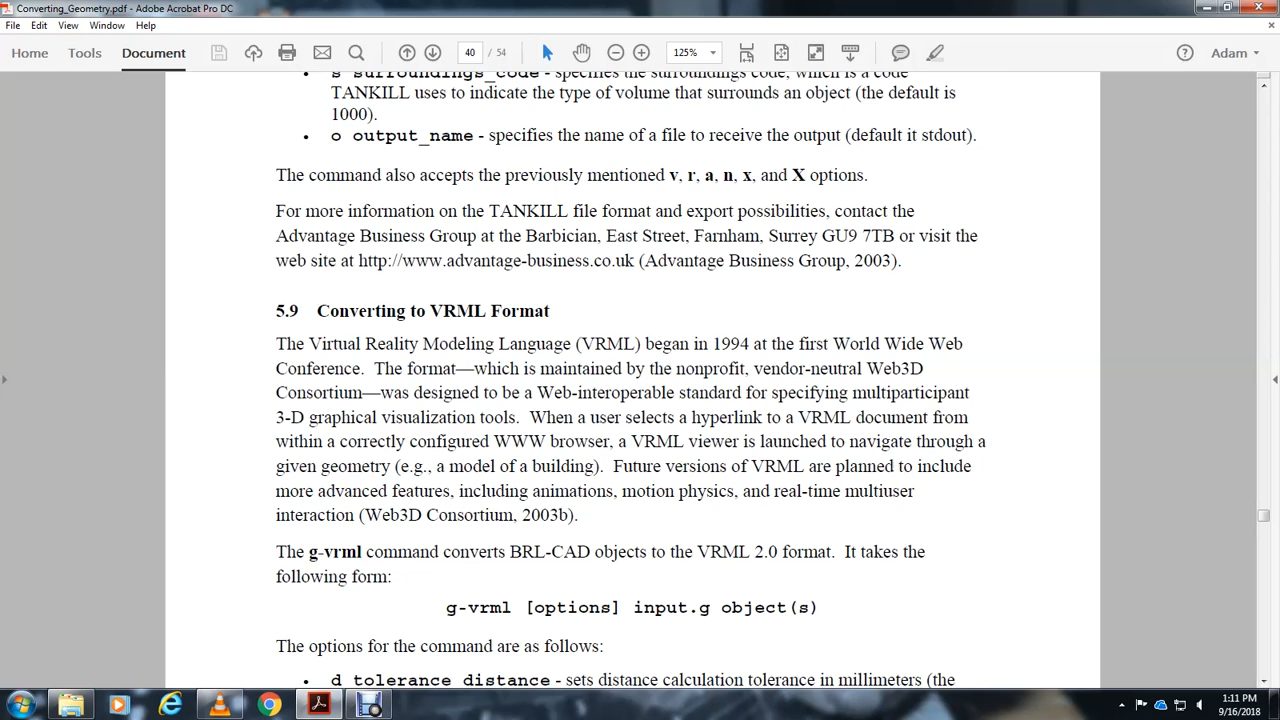 Converting_Geometry.pdf - Adobe Acrobat Pro DC
File Edit View Window Help
Home Tools Document 40 / 54 125% Adam
• s surroundings_code - specifies the surroundings code, which is a code
TANKILL uses to indicate the type of volume that surrounds an object (the default is
1000).
• o output_name - specifies the name of a file to receive the output (default it stdout).
The command also accepts the previously mentioned v, r, a, n, x, and X options.
For more information on the TANKILL file format and export possibilities, contact the
Advantage Business Group at the Barbician, East Street, Farnham, Surrey GU9 7TB or visit the
web site at http://www.advantage-business.co.uk (Advantage Business Group, 2003).
5.9 Converting to VRML Format
The Virtual Reality Modeling Language (VRML) began in 1994 at the first World Wide Web
Conference. The format—which is maintained by the nonprofit, vendor-neutral Web3D
Consortium—was designed to be a Web-interoperable standard for specifying multiparticipant
3-D graphical visualization tools. When a user selects a hyperlink to a VRML document from
within a correctly configured WWW browser, a VRML viewer is launched to navigate through a
given geometry (e.g., a model of a building). Future versions of VRML are planned to include
more advanced features, including animations, motion physics, and real-time multiuser
interaction (Web3D Consortium, 2003b).
The g-vrml command converts BRL-CAD objects to the VRML 2.0 format. It takes the
following form:
g-vrml [options] input.g object(s)
The options for the command are as follows:
• d tolerance distance - sets distance calculation tolerance in millimeters (the
1:11 PM
9/16/2018